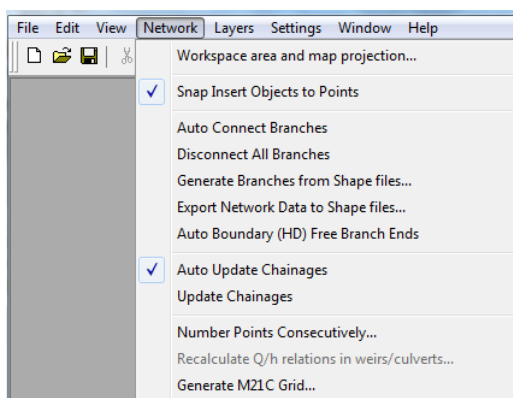 File Edit View Network Layers Settings Window Help
Workspace area and map projection...
Snap Insert Objects to Points
Auto Connect Branches
Disconnect All Branches
Generate Branches from Shape files...
Export Network Data to Shape files...
Auto Boundary (HD) Free Branch Ends
Auto Update Chainages
Update Chainages
Number Points Consecutively...
Recalculate Q/h relations in weirs/culverts...
Generate M21C Grid...